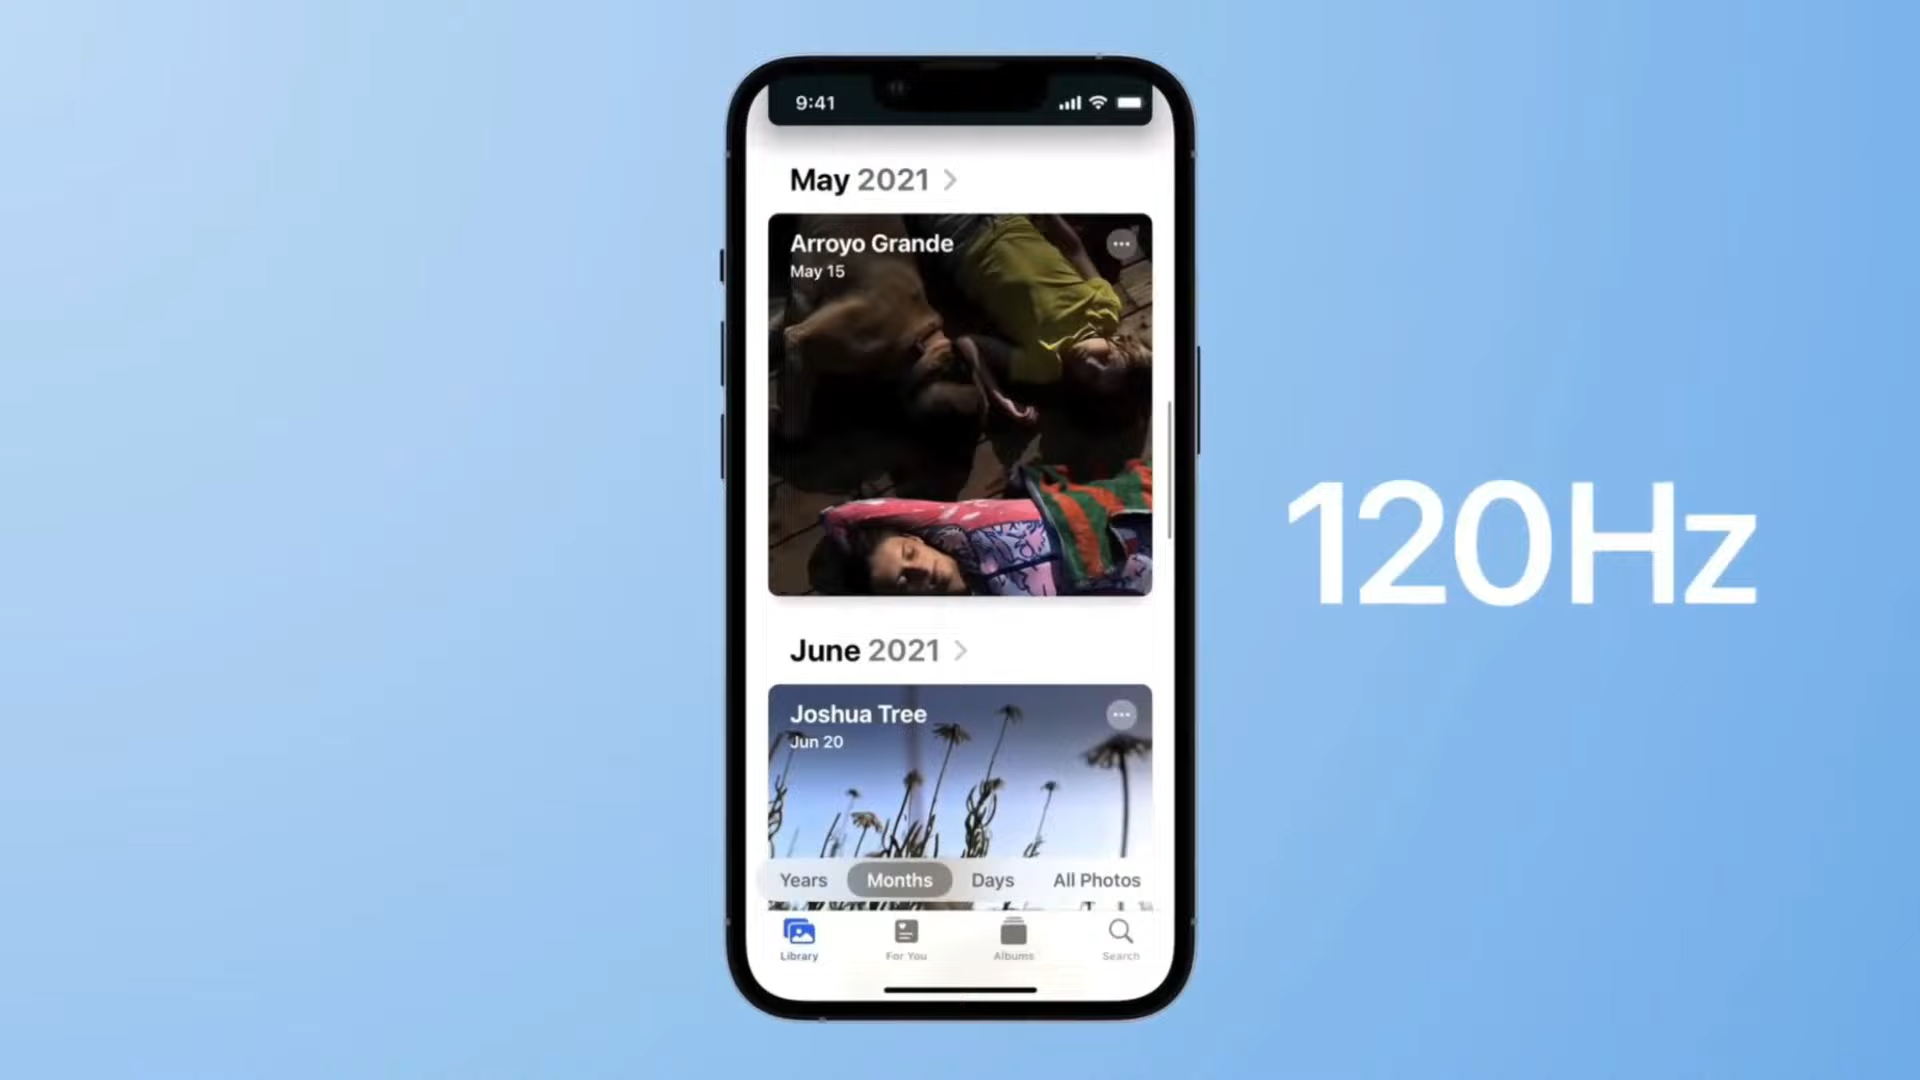 9:41
May 2021
Arroyo Grande
May 15
120Hz
June 2021
Joshua Tree
Jun 20
Years Months Days All Photos
Library For You Albums Search